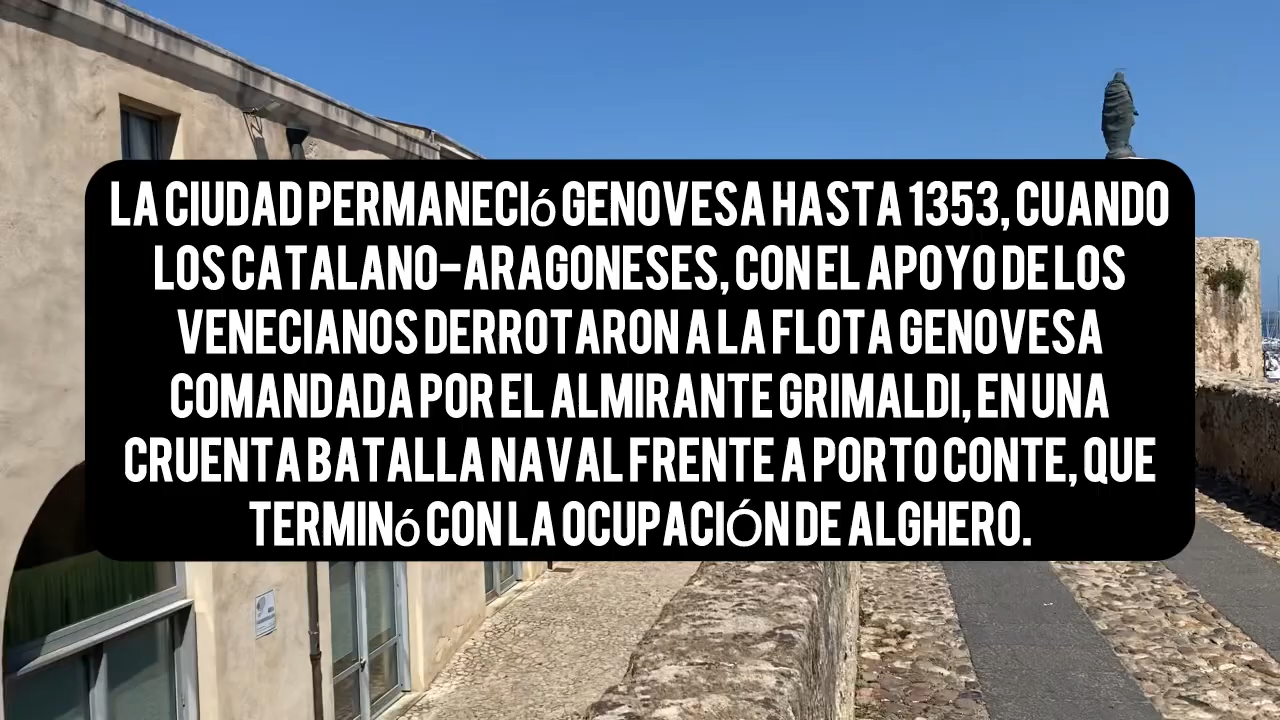 LA CIUDAD PERMANECIó GENOVESA HASTA 1353, CUANDO
LOS CATALANO-ARAGONESES, CON EL APOYO DE LOS
VENECIANOS DERROTARON A LA FLOTA GENOVESA
COMANDADA POR EL ALMIRANTE GRIMALDI, EN UNA
CRUENTA BATALLA NAVAL FRENTE A PORTO CONTE, QUE
TERMINó CON LA OCUPACIÓN DE ALGHERO.